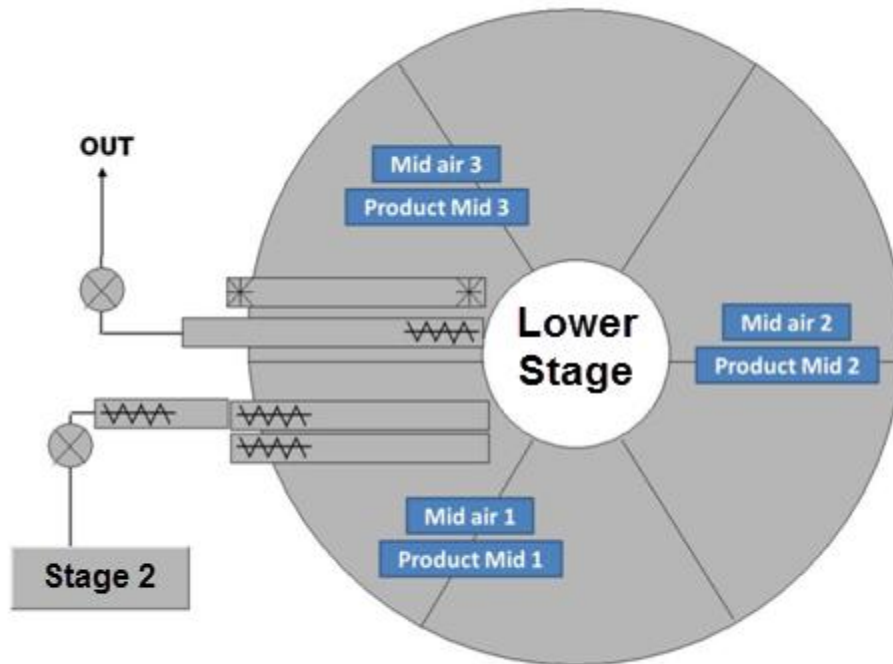 OUT
Mid air 3
Product Mid 3
Lower
Stage
Mid air 2
Product Mid 2
Mid air 1
Product Mid 1
Stage 2